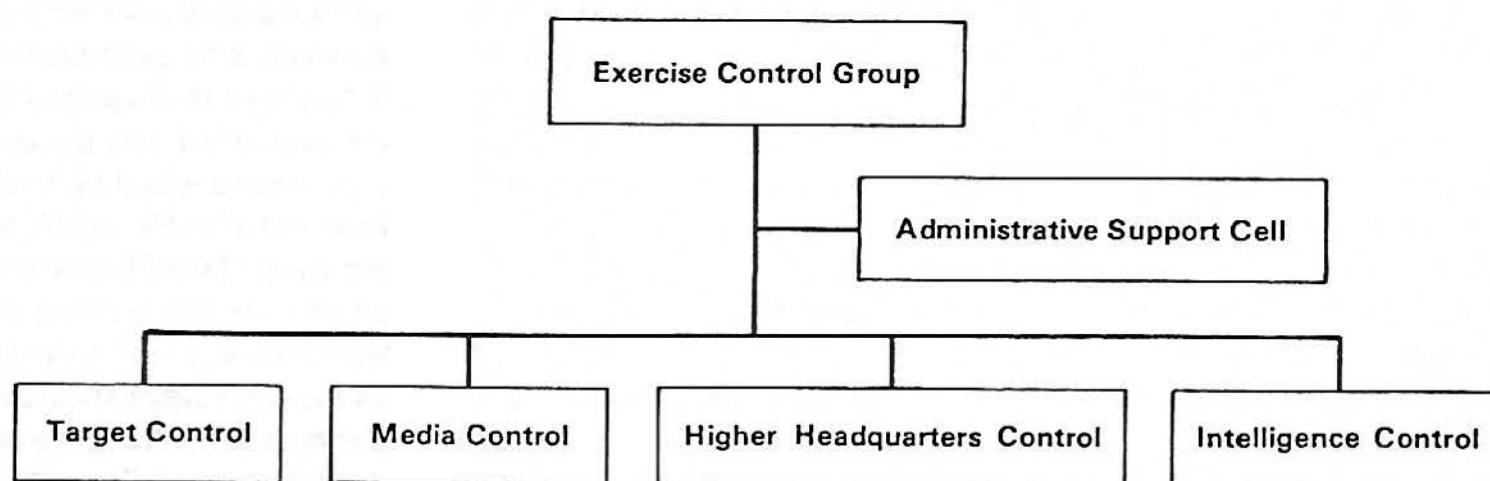 Exercise Control Group
Administrative Support Cell
Target Control
Media Control
Higher Headquarters Control
Intelligence Control